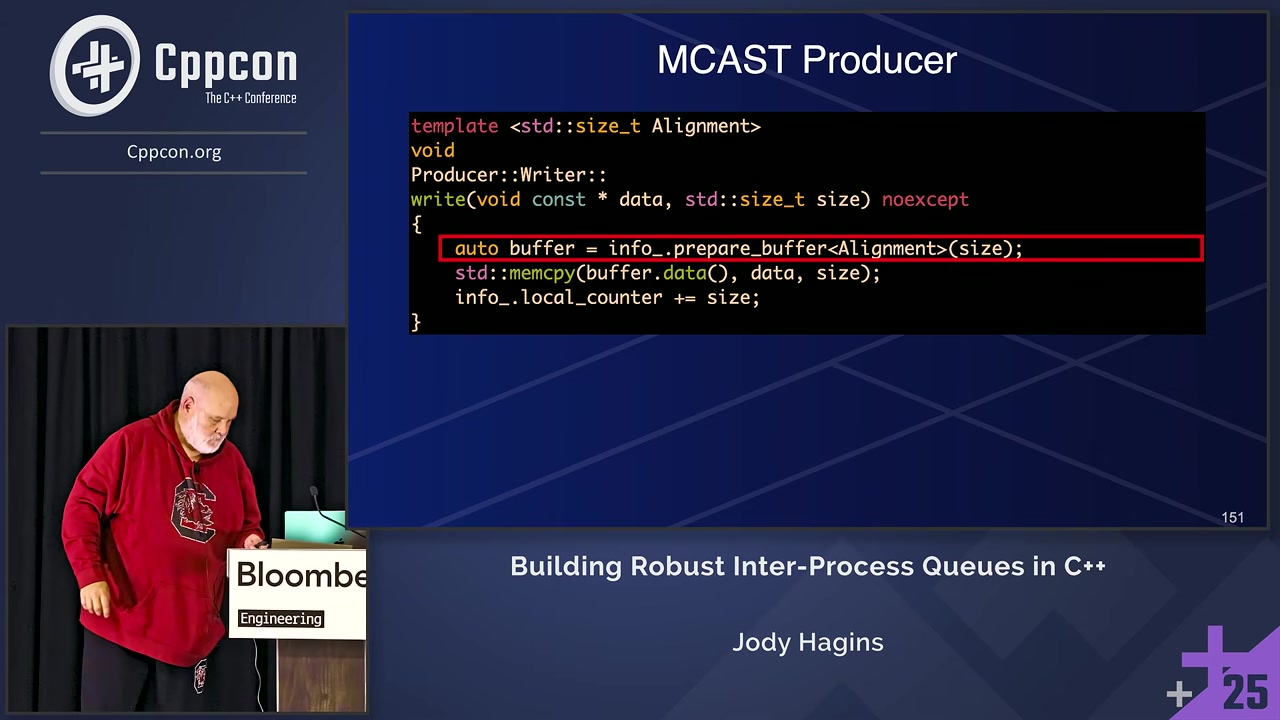 Cppcon
The C++ Conference
Cppcon.org
MCAST Producer
template <std::size_t Alignment>
void
Producer::Writer::
write(void const * data, std::size_t size) noexcept
{
    auto buffer = info_.prepare_buffer<Alignment>(size);
    std::memcpy(buffer.data(), data, size);
    info_.local_counter += size;
}
151
C
Bloombe
Engineering
Building Robust Inter-Process Queues in C++
Jody Hagins
25